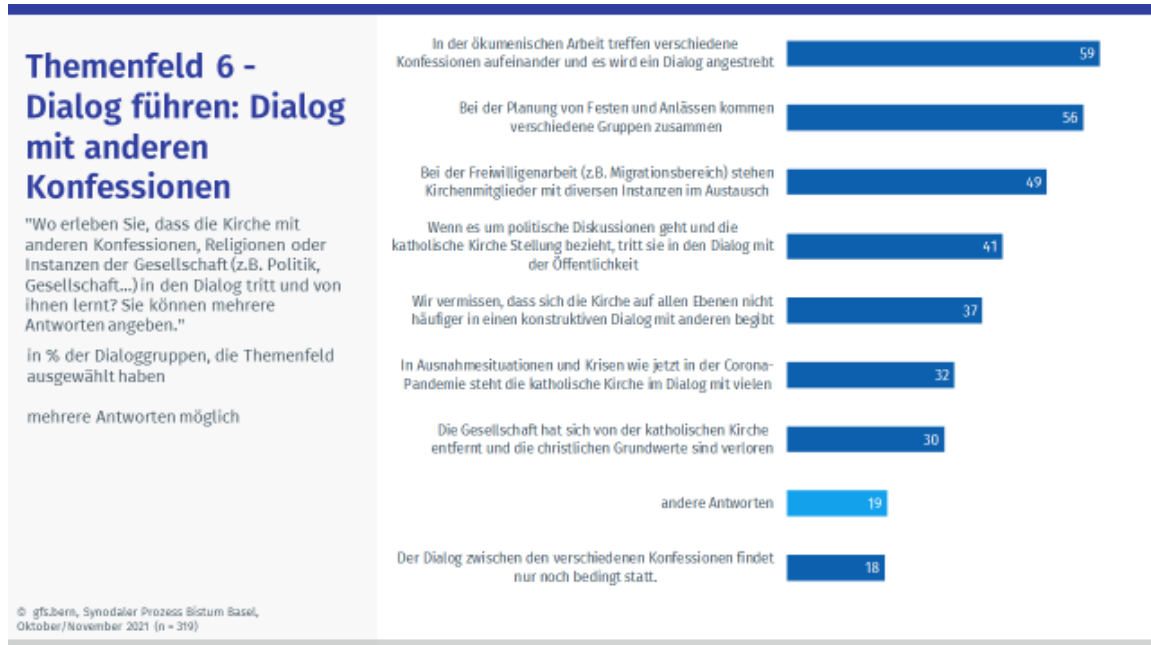 Themenfeld 6 -
Dialog führen: Dialog
mit anderen
Konfessionen
"Wo erleben Sie, dass die Kirche mit
anderen Konfessionen, Religionen oder
Instanzen der Gesellschaft (z.B. Politik,
Gesellschaft...) in den Dialog tritt und von
ihnen lernt? Sie können mehrere
Antworten angeben."
in % der Dialoggruppen, die Themenfeld
ausgewählt haben
mehrere Antworten möglich
© gfs.bern, Synodaler Prozess Bistum Basel,
Oktober/November 2021 (n = 319)
In der ökumenischen Arbeit treffen verschiedene
Konfessionen aufeinander und es wird ein Dialog angestrebt
59
Bei der Planung von Festen und Anlässen kommen
verschiedene Gruppen zusammen
56
Bei der Freiwilligenarbeit (z.B. Migrationsbereich) stehen
Kirchenmitglieder mit diversen Instanzen im Austausch
49
Wenn es um politische Diskussionen geht und die
katholische Kirche Stellung bezieht, tritt sie in den Dialog mit
der Öffentlichkeit
41
Wir vermissen, dass sich die Kirche auf allen Ebenen nicht
häufiger in einen konstruktiven Dialog mit anderen begibt
37
In Ausnahmesituationen und Krisen wie jetzt in der Corona-
Pandemie steht die katholische Kirche im Dialog mit vielen
32
Die Gesellschaft hat sich von der katholischen Kirche
entfernt und die christlichen Grundwerte sind verloren
30
andere Antworten
19
Der Dialog zwischen den verschiedenen Konfessionen findet
nur noch bedingt statt.
18